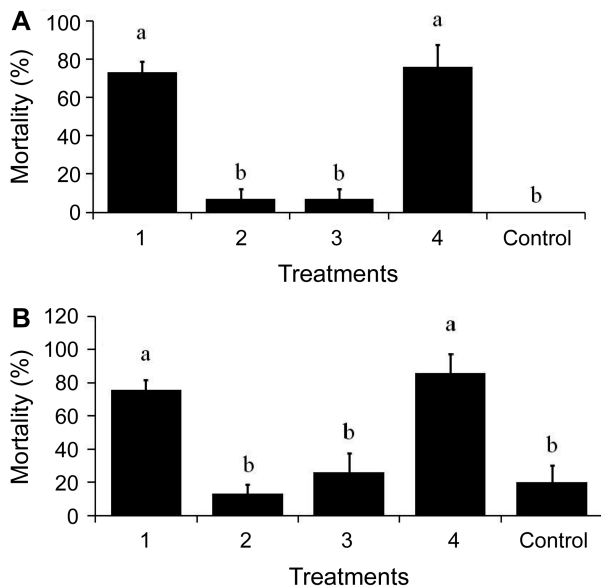 A
Mortality (%)
100
80
60
40
20
0
a
b
b
a
b
1 2 3 4 Control
Treatments
B
Mortality (%)
120
100
80
60
40
20
0
a
b
b
a
b
1 2 3 4 Control
Treatments